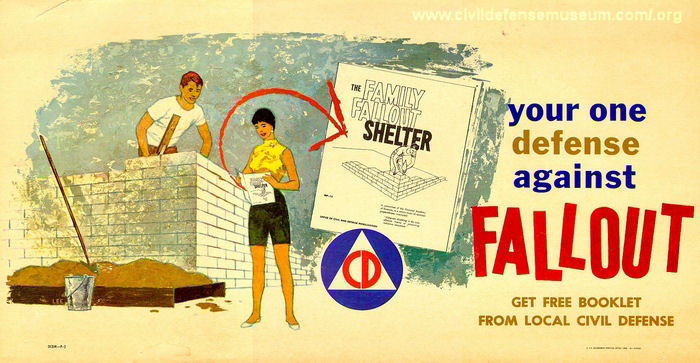 www.civildefensemuseum.com/.org
THE FAMILY
FALLOUT
SHELTER
your one
defense
against
FALLOUT
CD
GET FREE BOOKLET
FROM LOCAL CIVIL DEFENSE